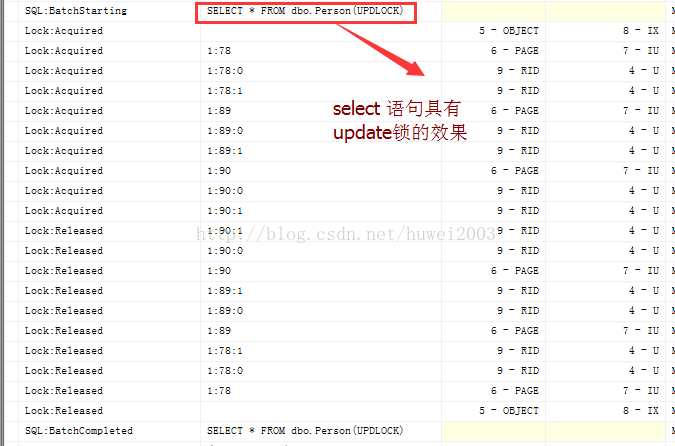 SQL:BatchStarting SELECT * FROM dbo.Person(UPDLOCK)
Lock:Acquired 5 - OBJECT 8 - IX
Lock:Acquired 1:78 6 - PAGE 7 - IU
Lock:Acquired 1:78:0 9 - RID 4 - U
Lock:Acquired 1:78:1 9 - RID 4 - U
Lock:Acquired 1:89 6 - PAGE 7 - IU
Lock:Acquired 1:89:0 9 - RID 4 - U
Lock:Acquired 1:89:1 9 - RID 4 - U
Lock:Acquired 1:90 6 - PAGE 7 - IU
Lock:Acquired 1:90:0 9 - RID 4 - U
Lock:Acquired 1:90:1 9 - RID 4 - U
Lock:Released 1:90:1 9 - RID 4 - U
Lock:Released 1:90:0 9 - RID 4 - U
Lock:Released 1:90 6 - PAGE 7 - IU
Lock:Released 1:89:1 9 - RID 4 - U
Lock:Released 1:89:0 9 - RID 4 - U
Lock:Released 1:89 6 - PAGE 7 - IU
Lock:Released 1:78:1 9 - RID 4 - U
Lock:Released 1:78:0 9 - RID 4 - U
Lock:Released 1:78 6 - PAGE 7 - IU
Lock:Released 5 - OBJECT 8 - IX
SQL:BatchCompleted SELECT * FROM dbo.Person(UPDLOCK)
select 语句具有
update锁的效果
http://blog.csdn.net/huwei2003